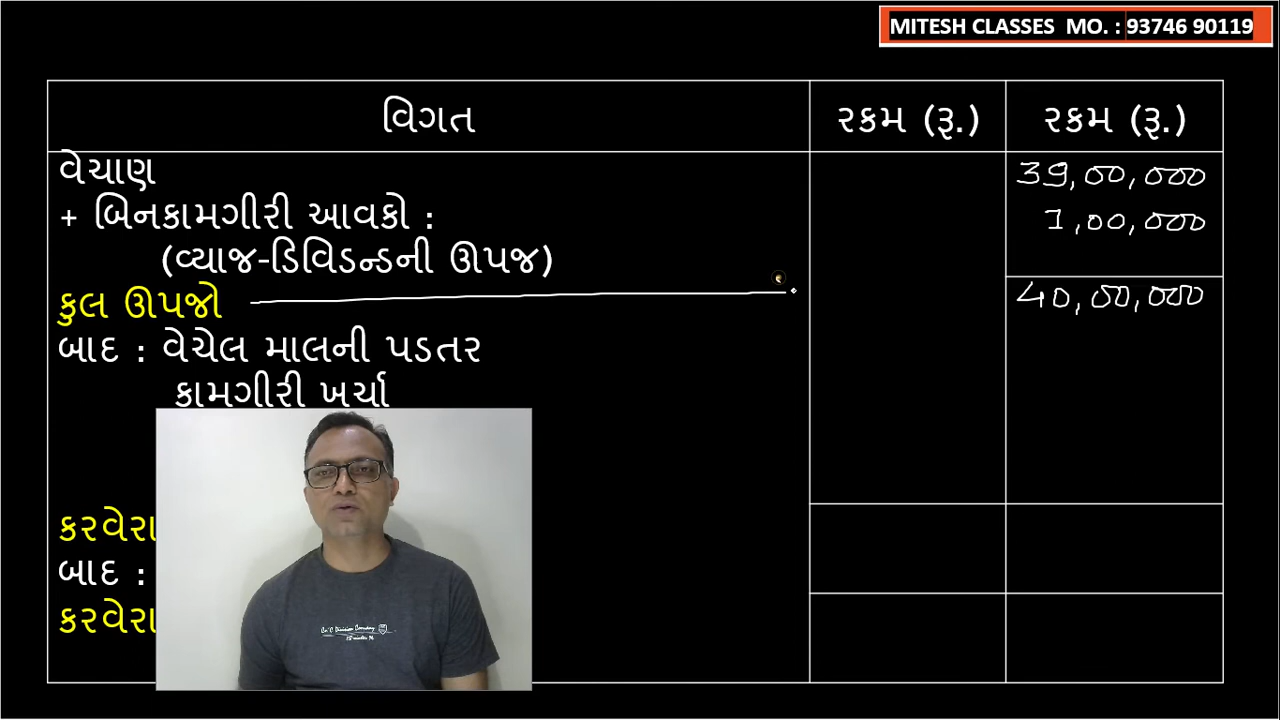 MITESH CLASSES MO. : 93746 90119
વિગત રકમ (રૂ.) રકમ (રૂ.)
વેચાણ 39,00,000
+ બિનકામગીરી આવકો : 1,00,000
(વ્યાજ-ડિવિડન્ડની ઊપજ)
કુલ ઊપજો 40,00,000
બાદ : વેચેલ માલની પડતર
કામગીરી ખર્ચા
કરવેરા
બાદ :
કરવેરા